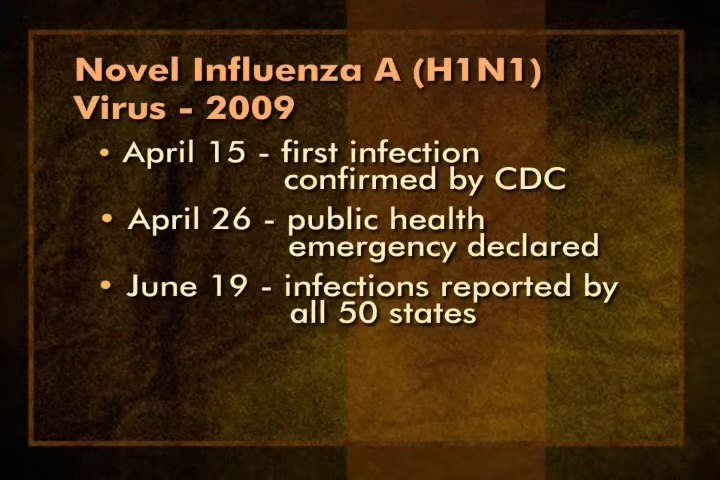 Novel Influenza A (H1N1)
Virus - 2009
• April 15 - first infection
confirmed by CDC
• April 26 - public health
emergency declared
• June 19 - infections reported by
all 50 states